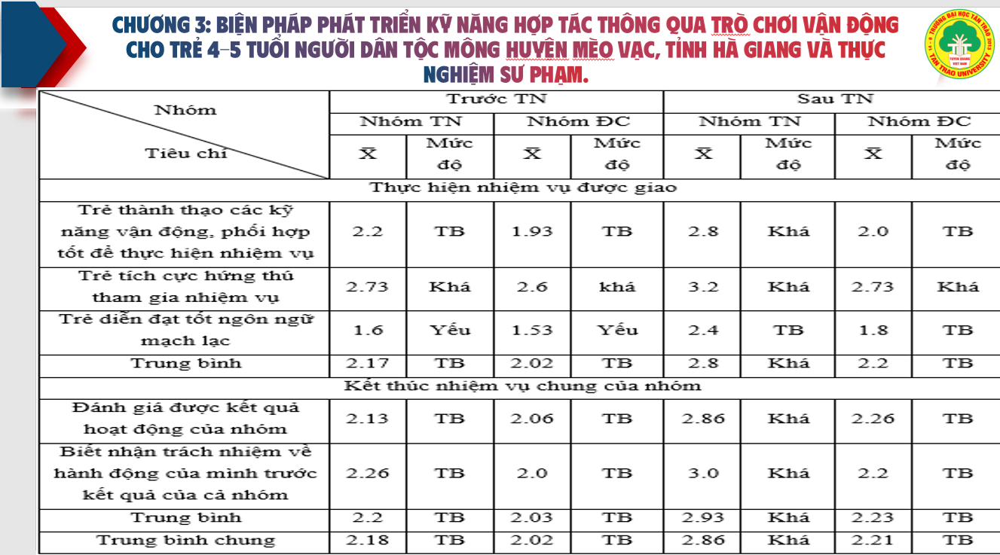 CHƯƠNG 3: BIỆN PHÁP PHÁT TRIỂN KỸ NĂNG HỢP TÁC THÔNG QUA TRÒ CHƠI VẬN ĐỘNG
CHO TRẺ 4-5 TUỔI NGƯỜI DÂN TỘC MÔNG HUYỆN MÈO VẠC, TỈNH HÀ GIANG VÀ THỰC
NGHIỆM SƯ PHẠM.
TRƯỜNG ĐẠI HỌC TÂN TRÀO
14 - 8
2013
TUYÊN QUANG
VIỆT NAM
TAN TRAO UNIVERSITY
Nhóm Trước TN Sau TN
Nhóm TN Nhóm ĐC Nhóm TN Nhóm ĐC
Tiêu chí X̄ Mức độ X̄ Mức độ X̄ Mức độ X̄ Mức độ
Thực hiện nhiệm vụ được giao
Trẻ thành thạo các kỹ
năng vận động, phối hợp
tốt để thực hiện nhiệm vụ
2.2 TB 1.93 TB 2.8 Khá 2.0 TB
Trẻ tích cực hứng thú
tham gia nhiệm vụ
2.73 Khá 2.6 khá 3.2 Khá 2.73 Khá
Trẻ diễn đạt tốt ngôn ngữ
mạch lạc
1.6 Yếu 1.53 Yếu 2.4 TB 1.8 TB
Trung bình 2.17 TB 2.02 TB 2.8 Khá 2.2 TB
Kết thúc nhiệm vụ chung của nhóm
Đánh giá được kết quả
hoạt động của nhóm
2.13 TB 2.06 TB 2.86 Khá 2.26 TB
Biết nhận trách nhiệm về
hành động của mình trước
kết quả của cả nhóm
2.26 TB 2.0 TB 3.0 Khá 2.2 TB
Trung bình 2.2 TB 2.03 TB 2.93 Khá 2.23 TB
Trung bình chung 2.18 TB 2.02 TB 2.86 Khá 2.21 TB